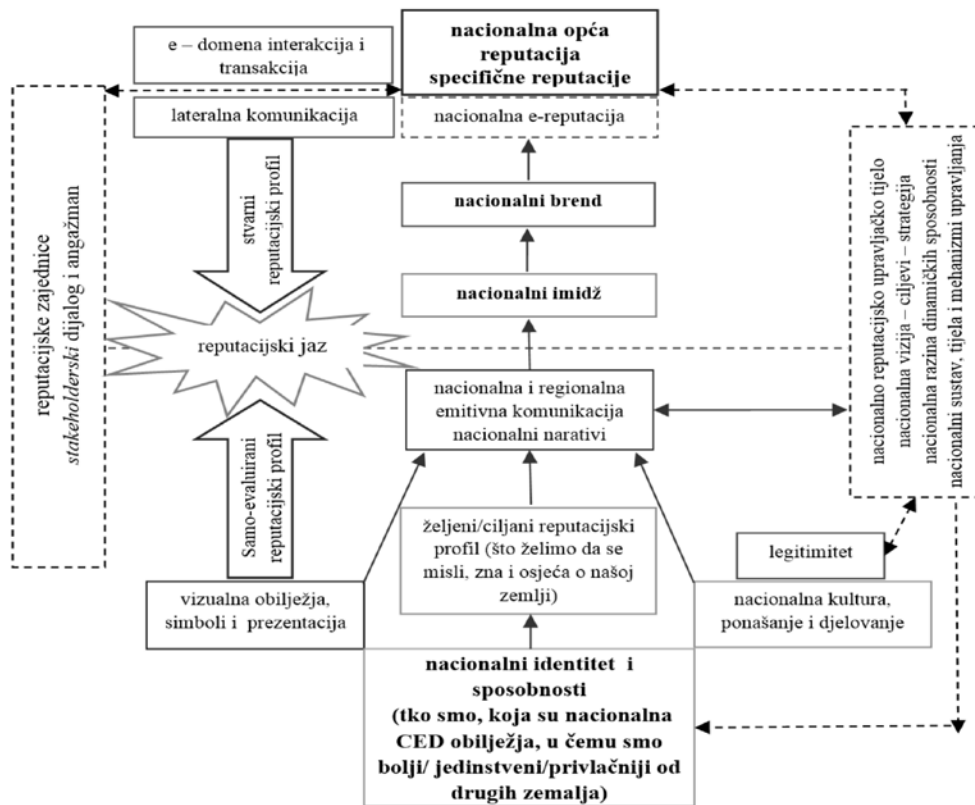 e – domena interakcija i
transakcija
lateralna komunikacija
nacionalna opća
reputacija
specifične reputacije
nacionalna e-reputacija
nacionalni brend
nacionalni imidž
reputacijske zajednice
stakeholderski dijalog i angažman
stvarni
reputacijski profil
reputacijski jaz
Samo-evaluirani
reputacijski profil
nacionalna i regionalna
emitivna komunikacija
nacionalni narativi
nacionalno reputacijsko upravljačko tijelo
nacionalna vizija – ciljevi – strategija
nacionalna razina dinamičkih sposobnosti
nacionalni sustav, tijela i mehanizmi upravljanja
željeni/ciljani reputacijski
profil (što želimo da se
misli, zna i osjeća o našoj
zemlji)
legitimitet
vizualna obilježja,
simboli i prezentacija
nacionalna kultura,
ponašanje i djelovanje
nacionalni identitet i
sposobnosti
(tko smo, koja su nacionalna
CED obilježja, u čemu smo
bolji/ jedinstveni/privlačniji od
drugih zemalja)